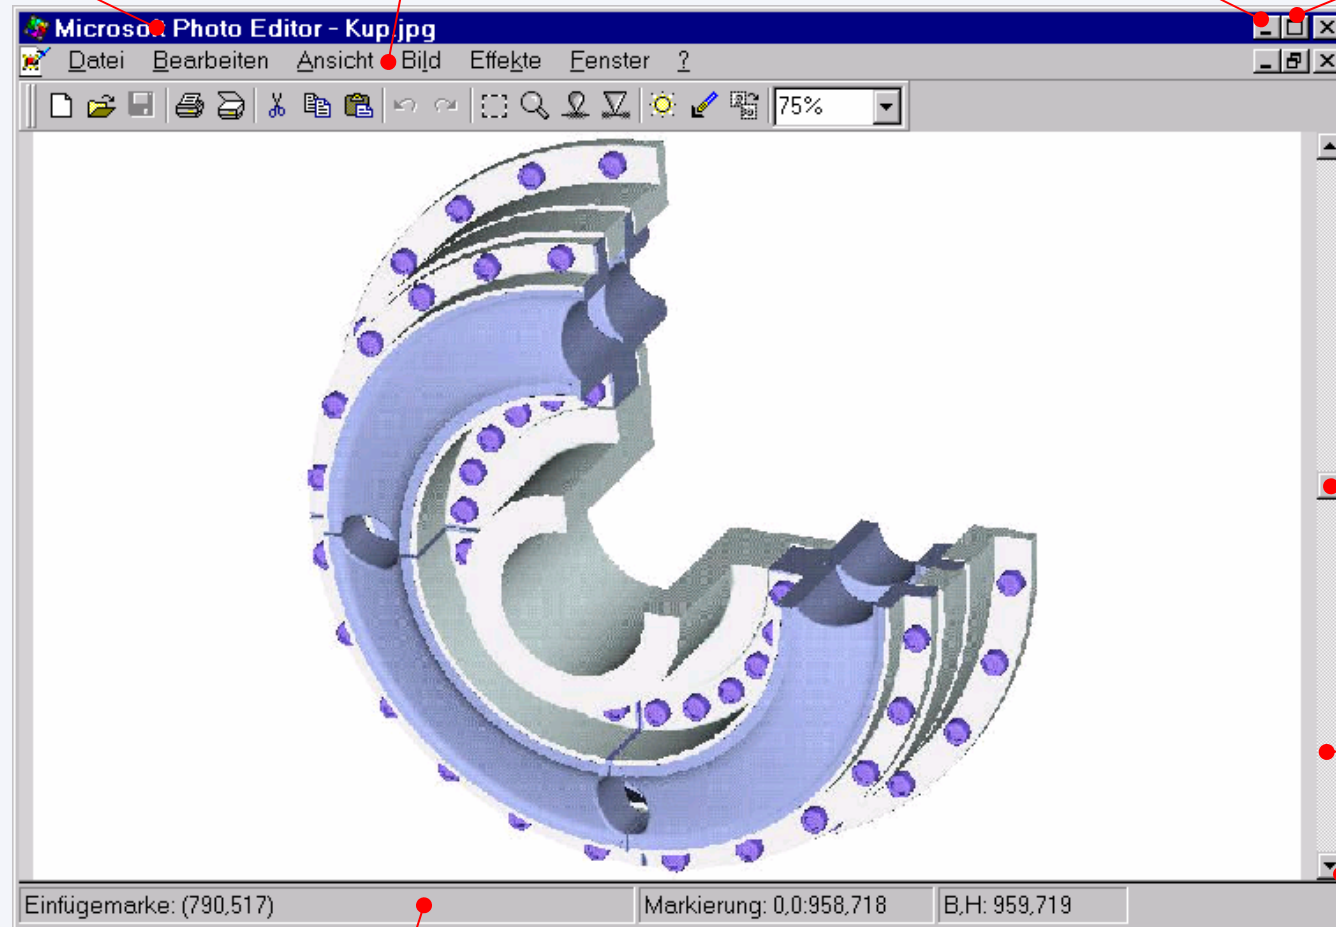 Microsoft Photo Editor - Kup.jpg
Datei Bearbeiten Ansicht Bild Effekte Fenster ?
75%
Einfügemarke: (790,517) Markierung: 0,0:958,718 B,H: 959,719